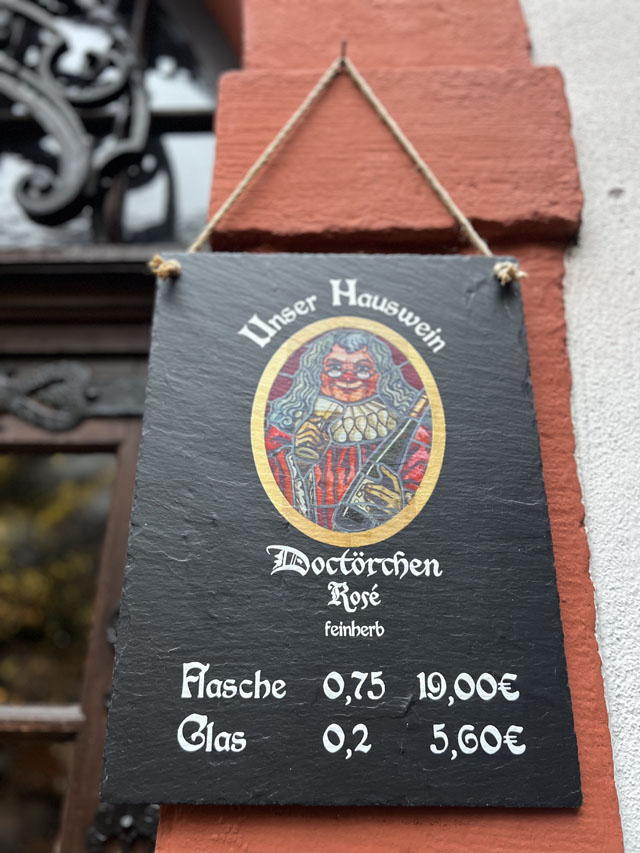 Unser Hauswein
Doctörchen
Rosé
feinherb
Flasche 0,75 19,00€
Glas 0,2 5,60€